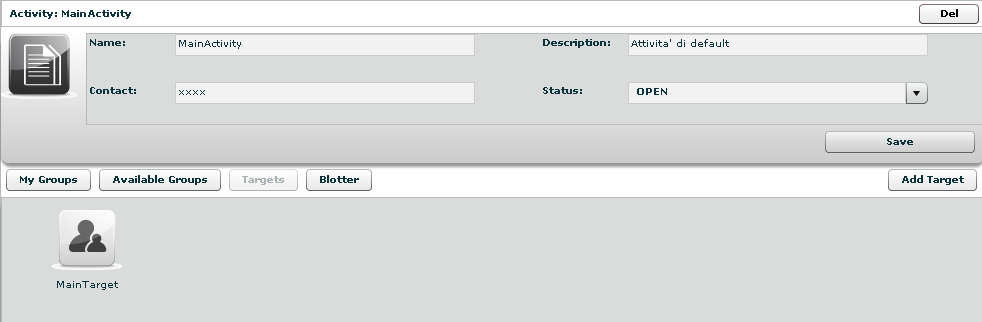 Activity: MainActivity Del
Name: MainActivity Description: Attivita' di default
Contact: xxxx Status: OPEN
Save
My Groups Available Groups Targets Blotter Add Target
MainTarget